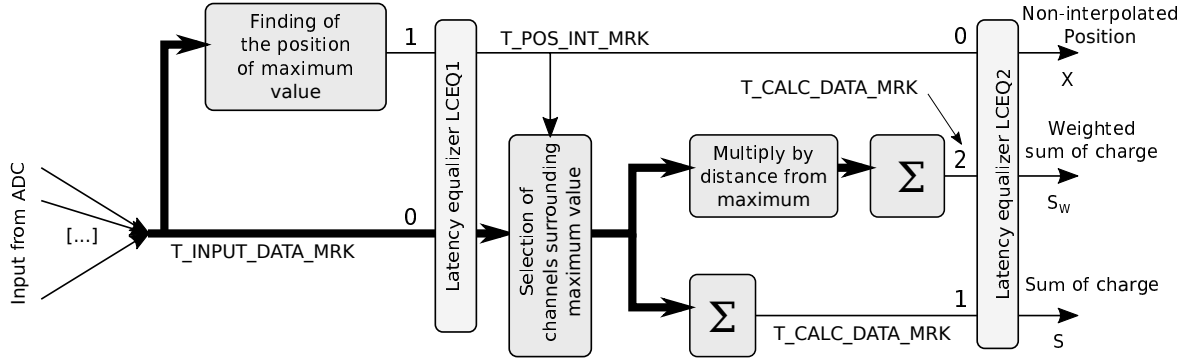 Finding of
the position
of maximum
value
1
T_POS_INT_MRK
0
Non-interpolated
Position
X
Latency equalizer LCEQ1
Latency equalizer LCEQ2
T_CALC_DATA_MRK
Input from ADC
[...]
T_INPUT_DATA_MRK
0
Selection of
channels surrounding
maximum value
Multiply by
distance from
maximum
Σ
2
Weighted
sum of charge
S_W
Σ
1
T_CALC_DATA_MRK
Sum of charge
S